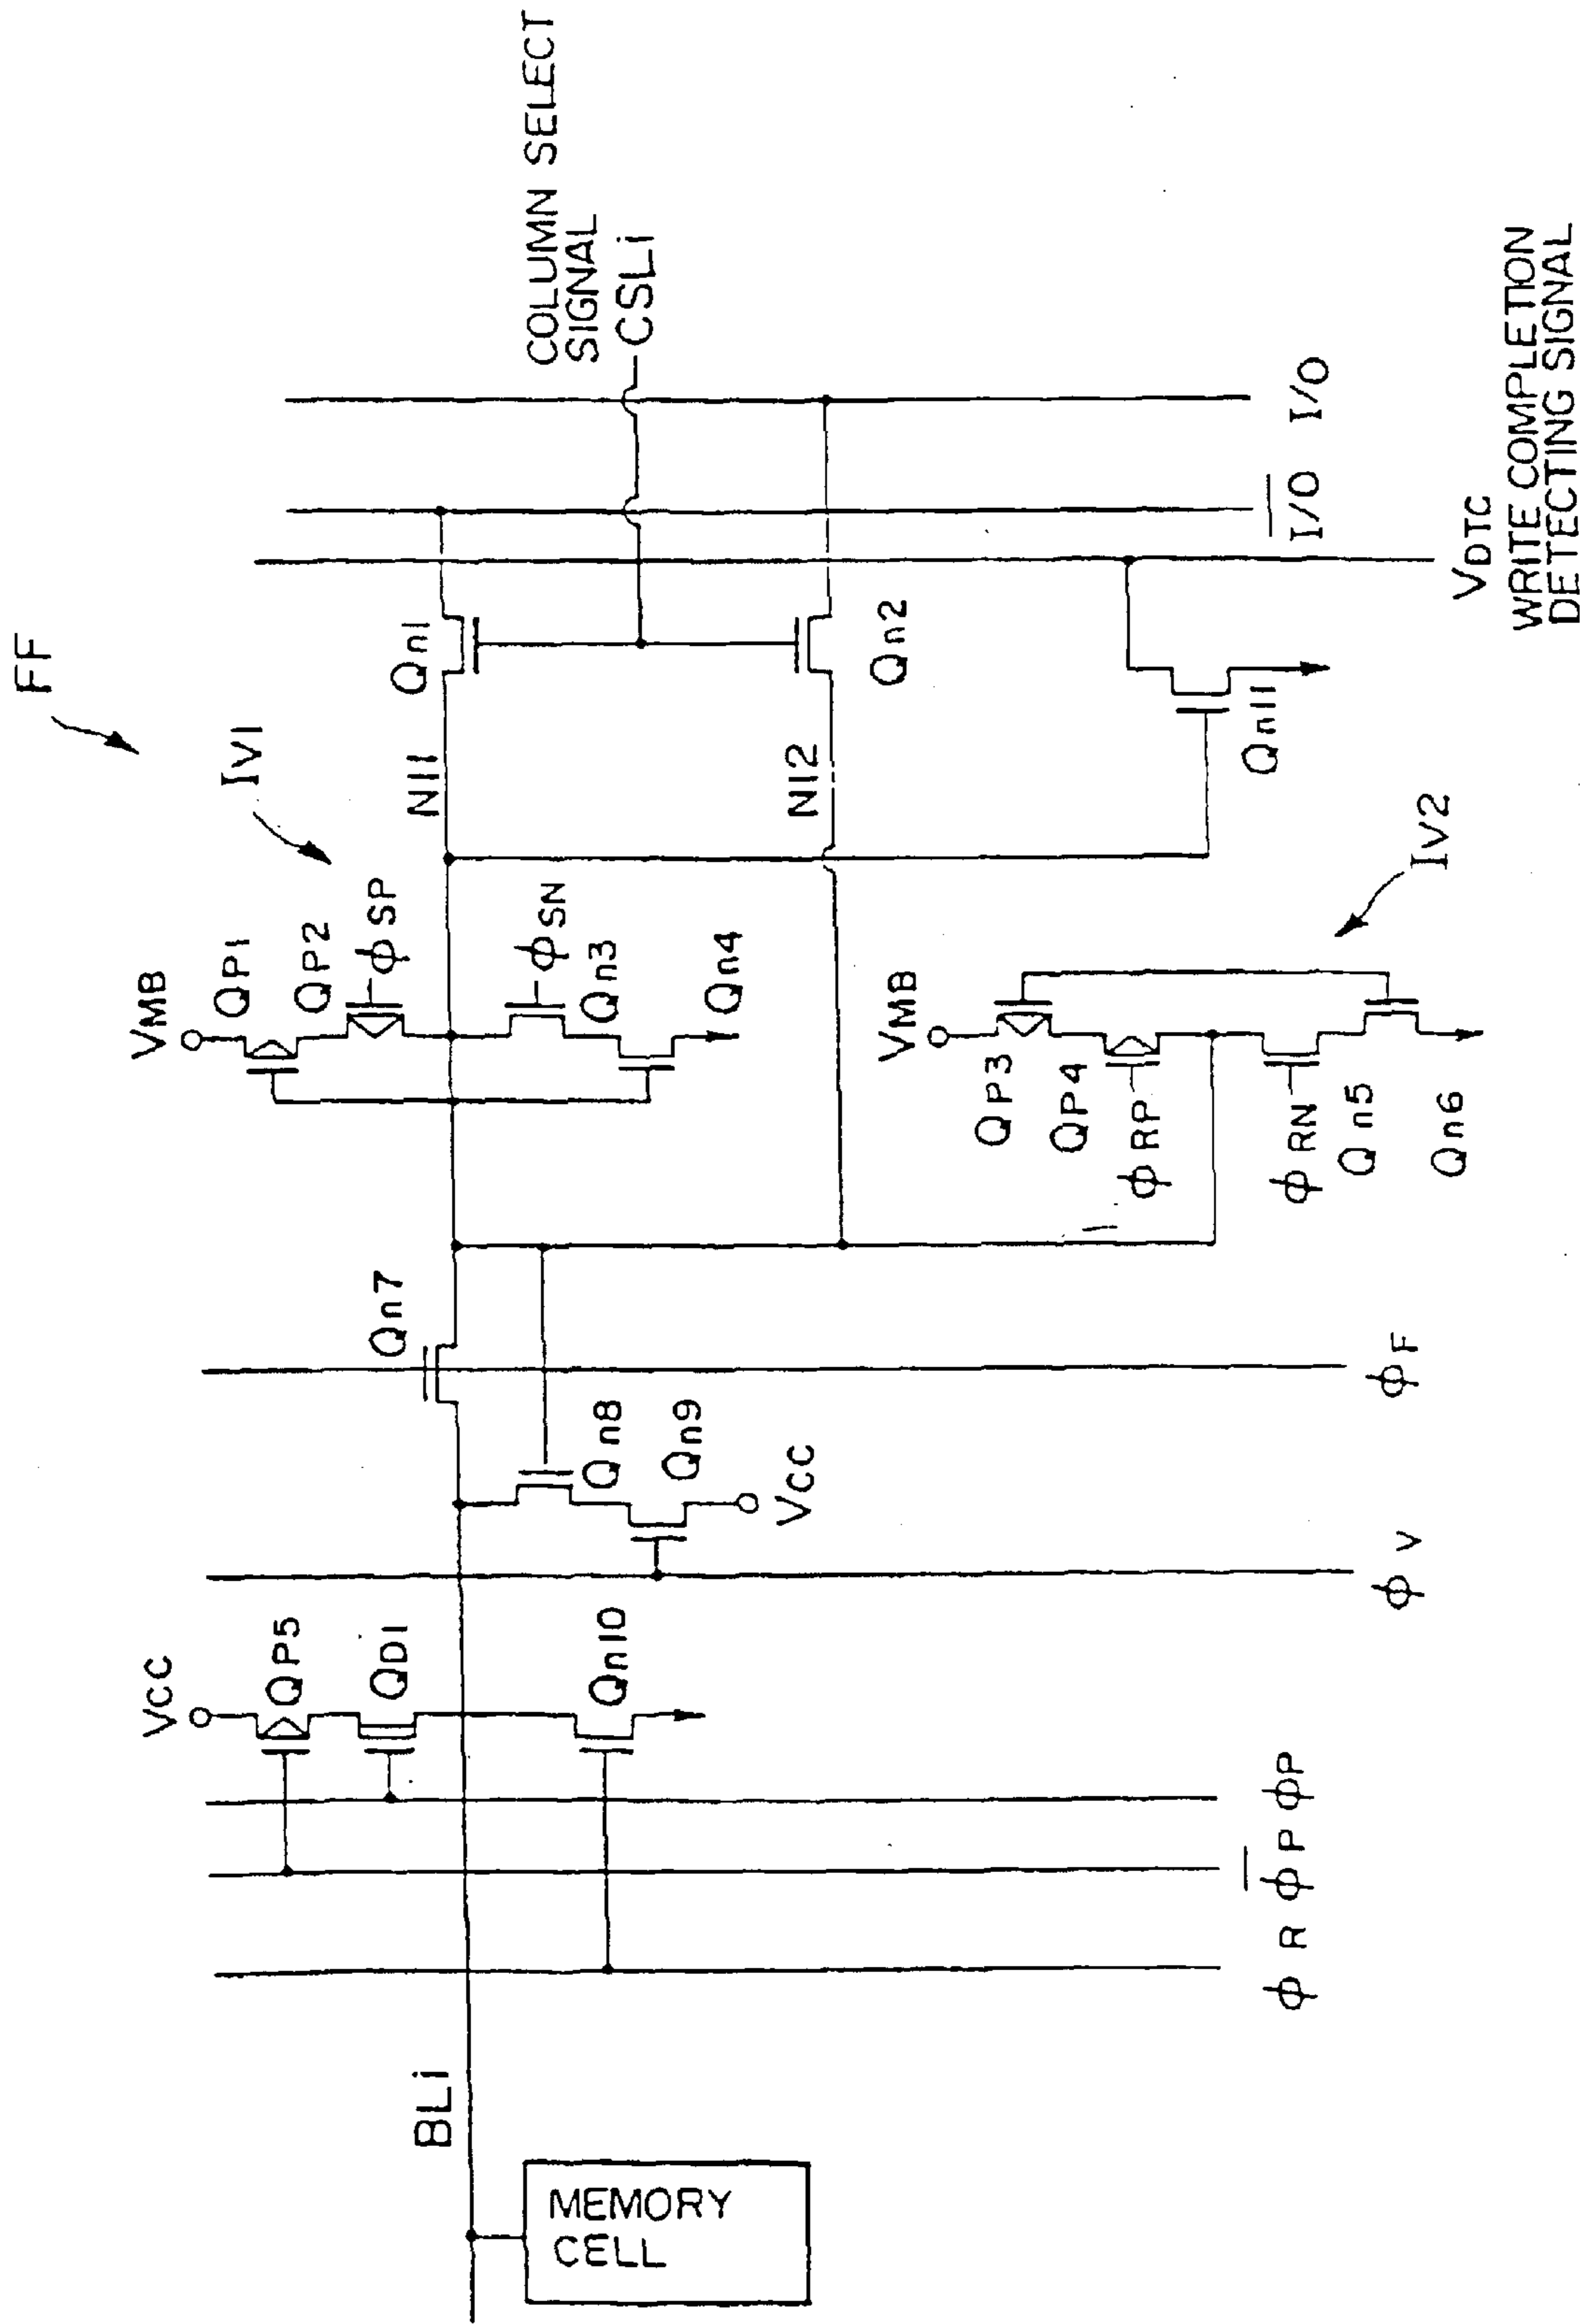 FF
IV1
COLUMN SELECT
SIGNAL
CSLi
VMB
QP1
QP2
ϕSP
ϕSN
Qn3
Qn4
N11
Qn1
N12
Qn2
Qn11
I/O
I/O
VDTC
WRITE COMPLETION
DETECTING SIGNAL
IV2
VMB
QP3
QP4
ϕRP
ϕRN
Qn5
Qn6
Qn7
ϕF
Qn8
Qn9
VCC
ϕV
VCC
QP5
QD1
Qn10
ϕP
ϕP
ϕR
BLi
MEMORY
CELL